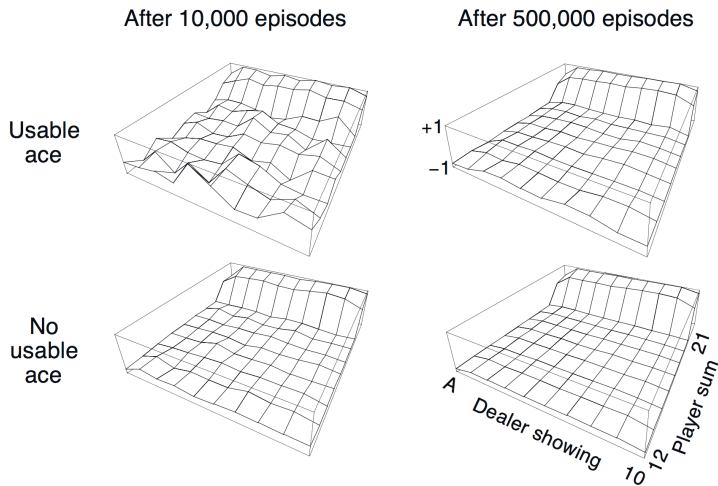 After 10,000 episodes
After 500,000 episodes
Usable
ace
+1
−1
No
usable
ace
A
Dealer showing
10
12
Player sum
21